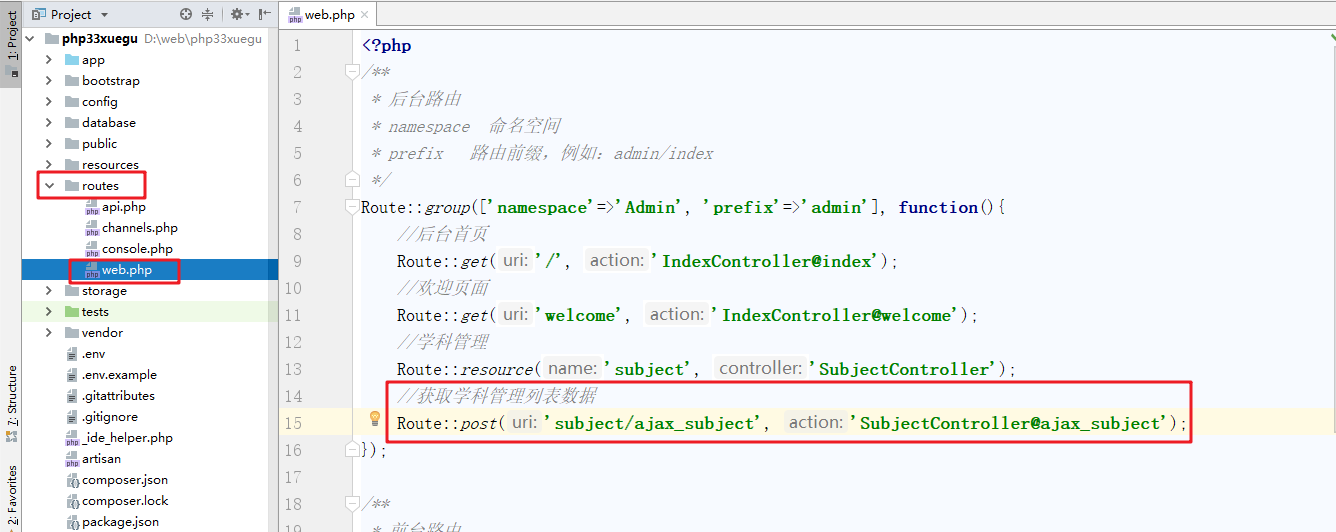 Project
web.php
1: Project
php33xuegu D:\web\php33xuegu
app
bootstrap
config
database
public
resources
routes
api.php
channels.php
console.php
web.php
storage
tests
vendor
.env
.env.example
.gitattributes
.gitignore
_ide_helper.php
artisan
composer.json
composer.lock
package.json
7: Structure
2: Favorites
1 <?php
2 /**
3 * 后台路由
4 * namespace 命名空间
5 * prefix 路由前缀，例如：admin/index
6 */
7 Route::group(['namespace'=>'Admin', 'prefix'=>'admin'], function(){
8 //后台首页
9 Route::get( uri: '/', action: 'IndexController@index');
10 //欢迎页面
11 Route::get( uri: 'welcome', action: 'IndexController@welcome');
12 //学科管理
13 Route::resource( name: 'subject', controller: 'SubjectController');
14 //获取学科管理列表数据
15 Route::post( uri: 'subject/ajax_subject', action: 'SubjectController@ajax_subject');
16 });
17
18 /**
19 * 前台路由